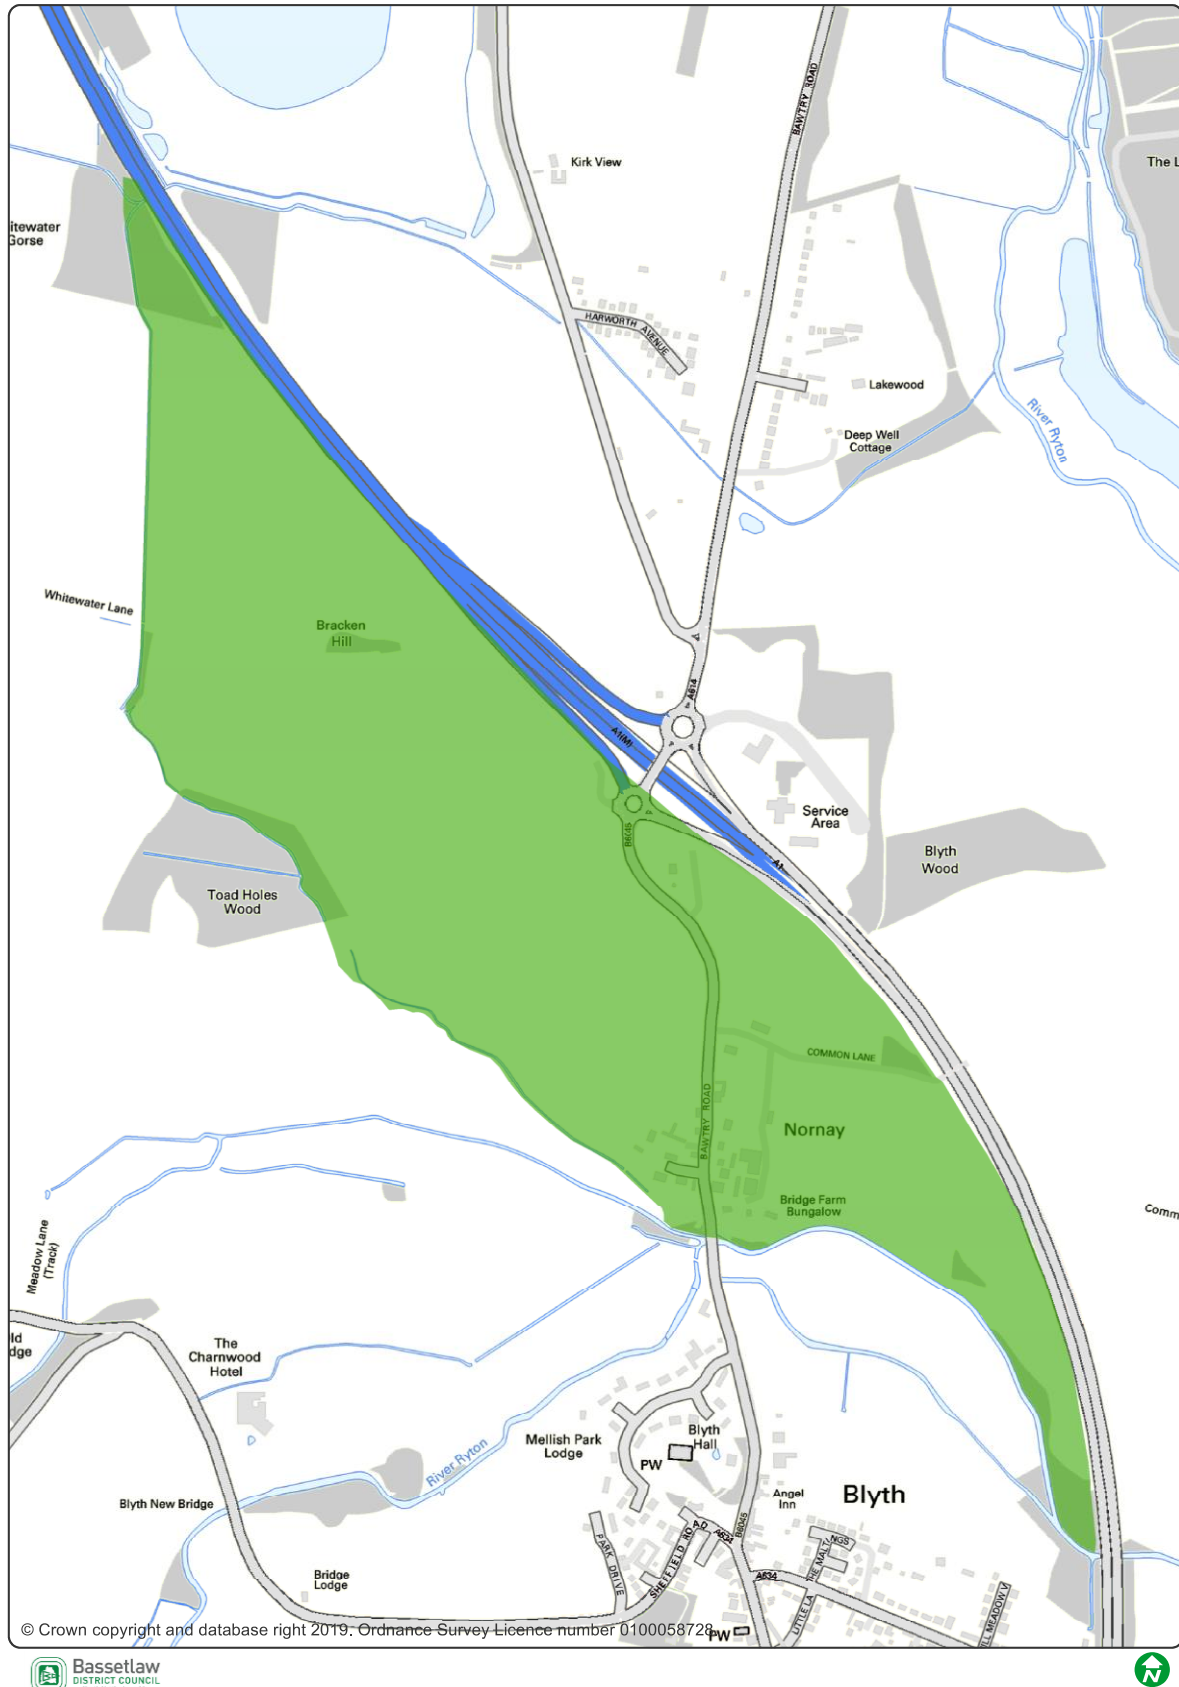 BAWTRY ROAD
Kirk View
The L
itewater
Gorse
HARWORTH AVENUE
Lakewood
River Ryton
Deep Well
Cottage
Whitewater Lane
Bracken
Hill
A614
A1(M)
Service
Area
B6045
A1
Blyth
Wood
Toad Holes
Wood
COMMON LANE
BAWTRY ROAD
Nornay
Bridge Farm
Bungalow
Comm
Meadow Lane
(Track)
ld
dge
The
Charnwood
Hotel
Mellish Park
Lodge
Blyth
Hall
PW
River Ryton
Angel
Inn
Blyth
Blyth New Bridge
B6045
SHEFFIELD ROAD
A634
THE MALTINGS
PARK DRIVE
Bridge
Lodge
A634
LITTLE LA
ILL MEADOW V
PW
© Crown copyright and database right 2019. Ordnance Survey Licence number 0100058728.
Bassetlaw
DISTRICT COUNCIL
N